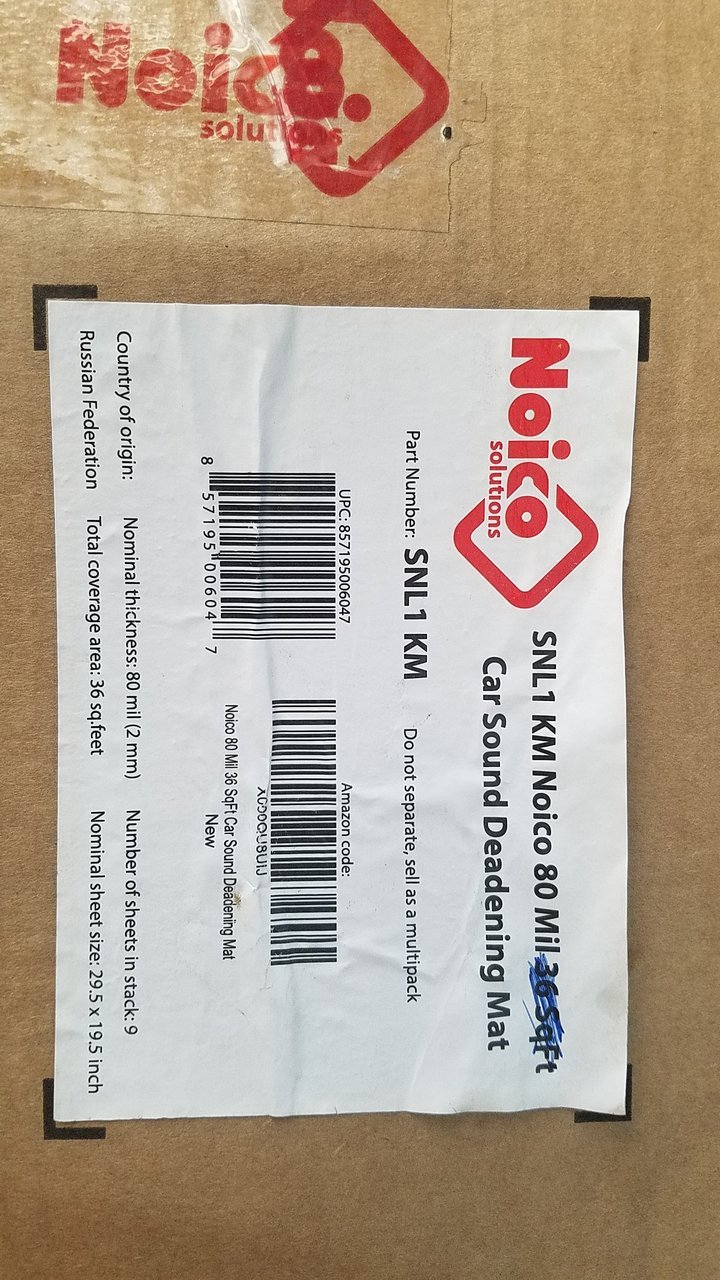 Noico
solutions
Noico
solutions
SNL1 KM Noico 80 Mil 36 SqFt
Car Sound Deadening Mat
Part Number: SNL1 KM
Do not separate, sell as a multipack
UPC: 857195006047
8 57195 00604 7
Amazon code:
Noico 80 Mil 36 SqFt Car Sound Deadening Mat
New
Country of origin:
Russian Federation
Nominal thickness: 80 mil (2 mm)
Total coverage area: 36 sq.feet
Number of sheets in stack: 9
Nominal sheet size: 29.5 x 19.5 inch